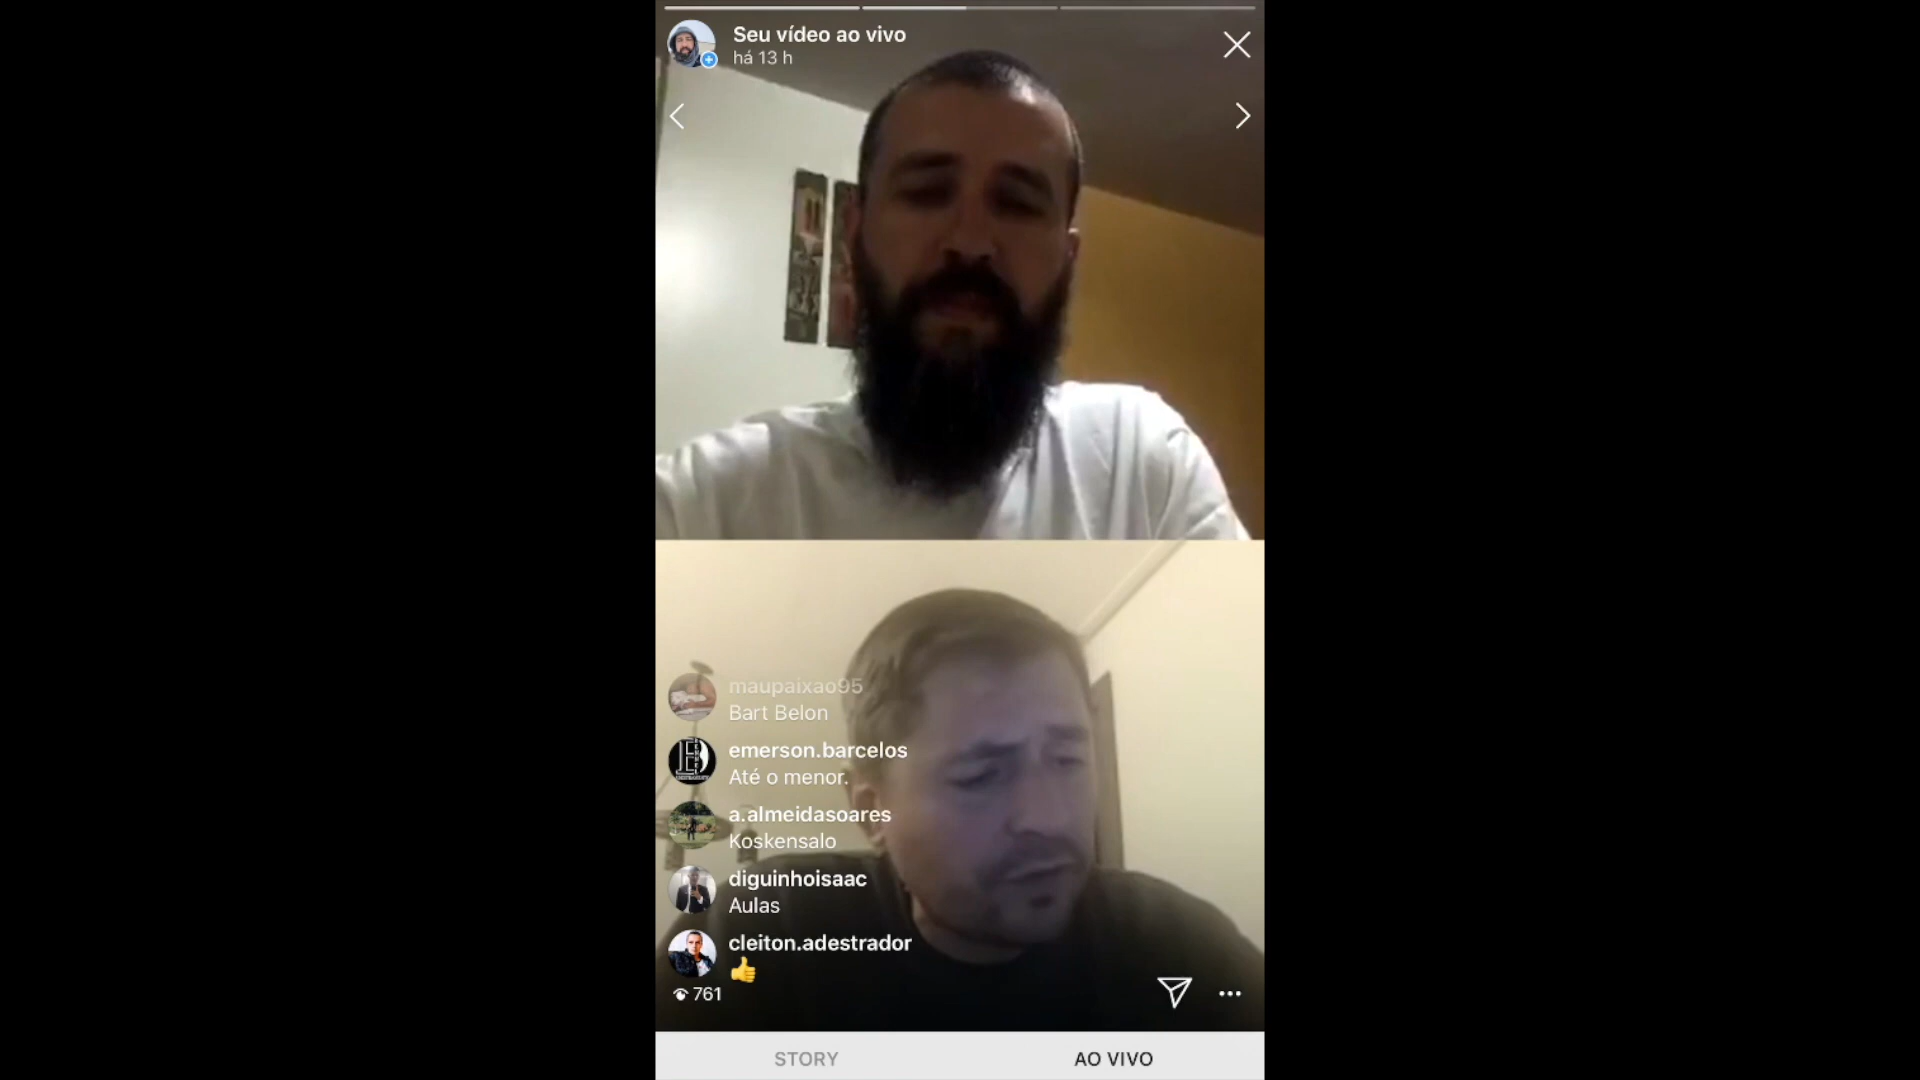 Seu vídeo ao vivo
há 13 h
maupaixao95
Bart Belon
emerson.barcelos
Até o menor.
a.almeidasoares
Koskensalo
diguinhoisaac
Aulas
cleiton.adestrador
👍
761
STORY
AO VIVO